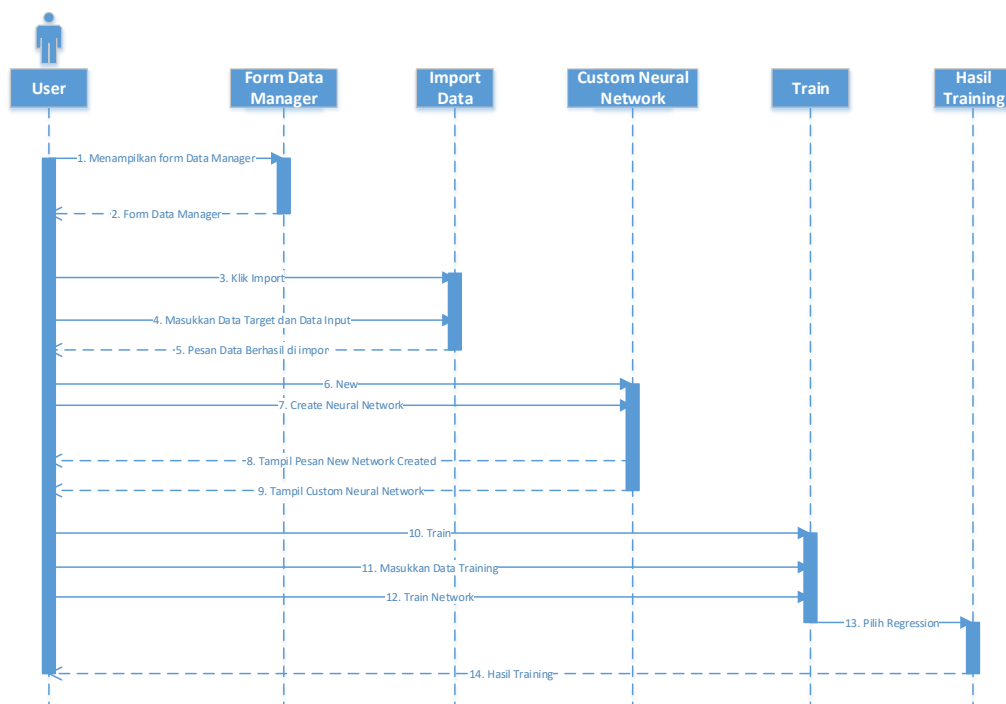 User
Form Data
Manager
Import
Data
Custom Neural
Network
Train
Hasil
Training
1. Menampilkan form Data Manager
2. Form Data Manager
3. Klik Import
4. Masukkan Data Target dan Data Input
5. Pesan Data Berhasil di impor
6. New
7. Create Neural Network
8. Tampil Pesan New Network Created
9. Tampil Custom Neural Network
10. Train
11. Masukkan Data Training
12. Train Network
13. Pilih Regression
14. Hasil Training